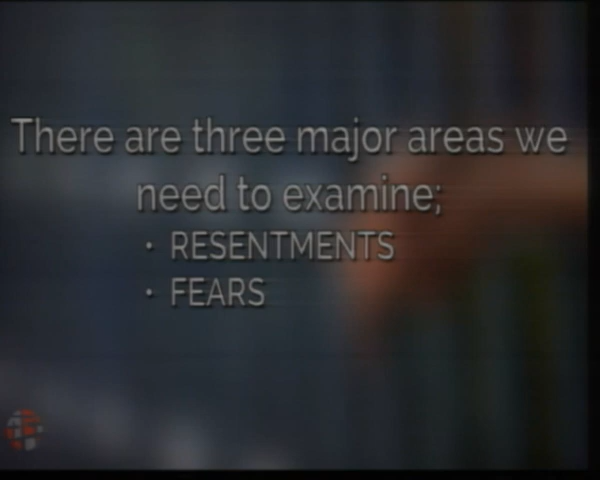 There are three major areas we
need to examine;
• RESENTMENTS
• FEARS